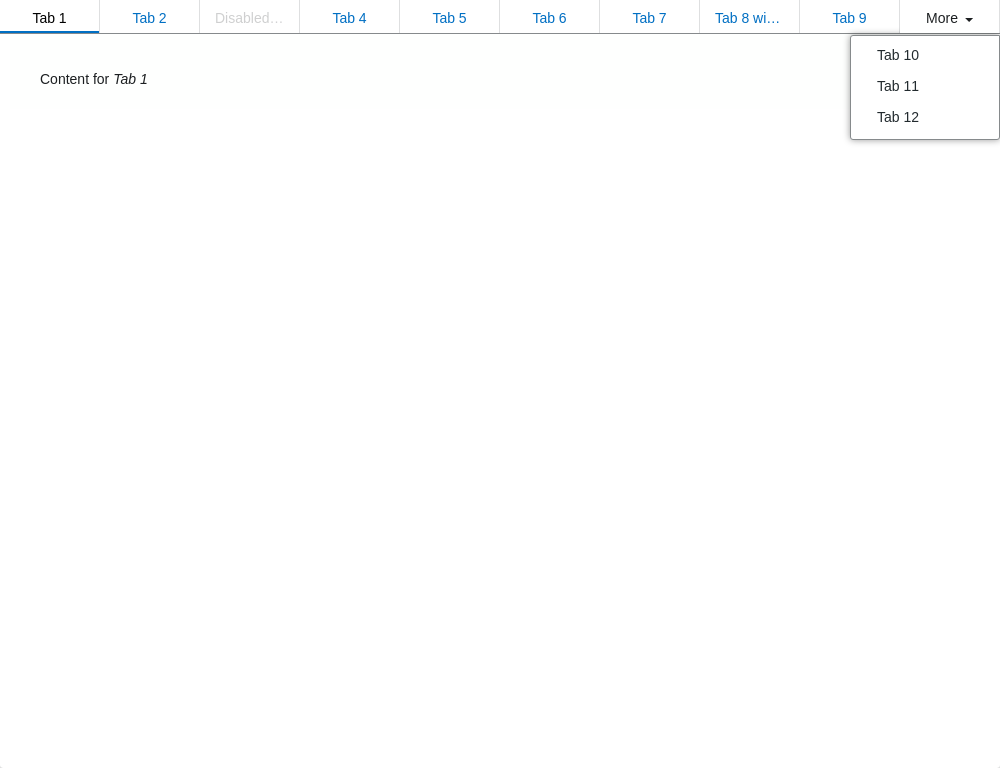 Tab 1 Tab 2 Disabled… Tab 4 Tab 5 Tab 6 Tab 7 Tab 8 wi… Tab 9 More
Tab 10
Content for Tab 1
Tab 11
Tab 12